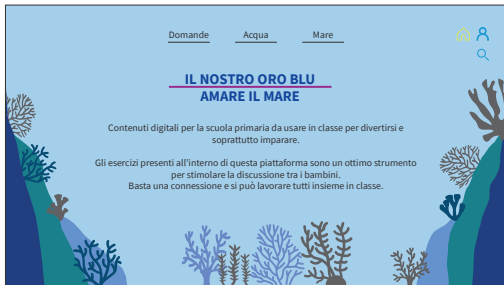 Domande Acqua Mare
IL NOSTRO ORO BLU
AMARE IL MARE
Contenuti digitali per la scuola primaria da usare in classe per divertirsi e
soprattutto imparare.
Gli esercizi presenti all'interno di questa piattaforma sono un ottimo strumento
per stimolare la discussione tra i bambini.
Basta una connessione e si può lavorare tutti insieme in classe.